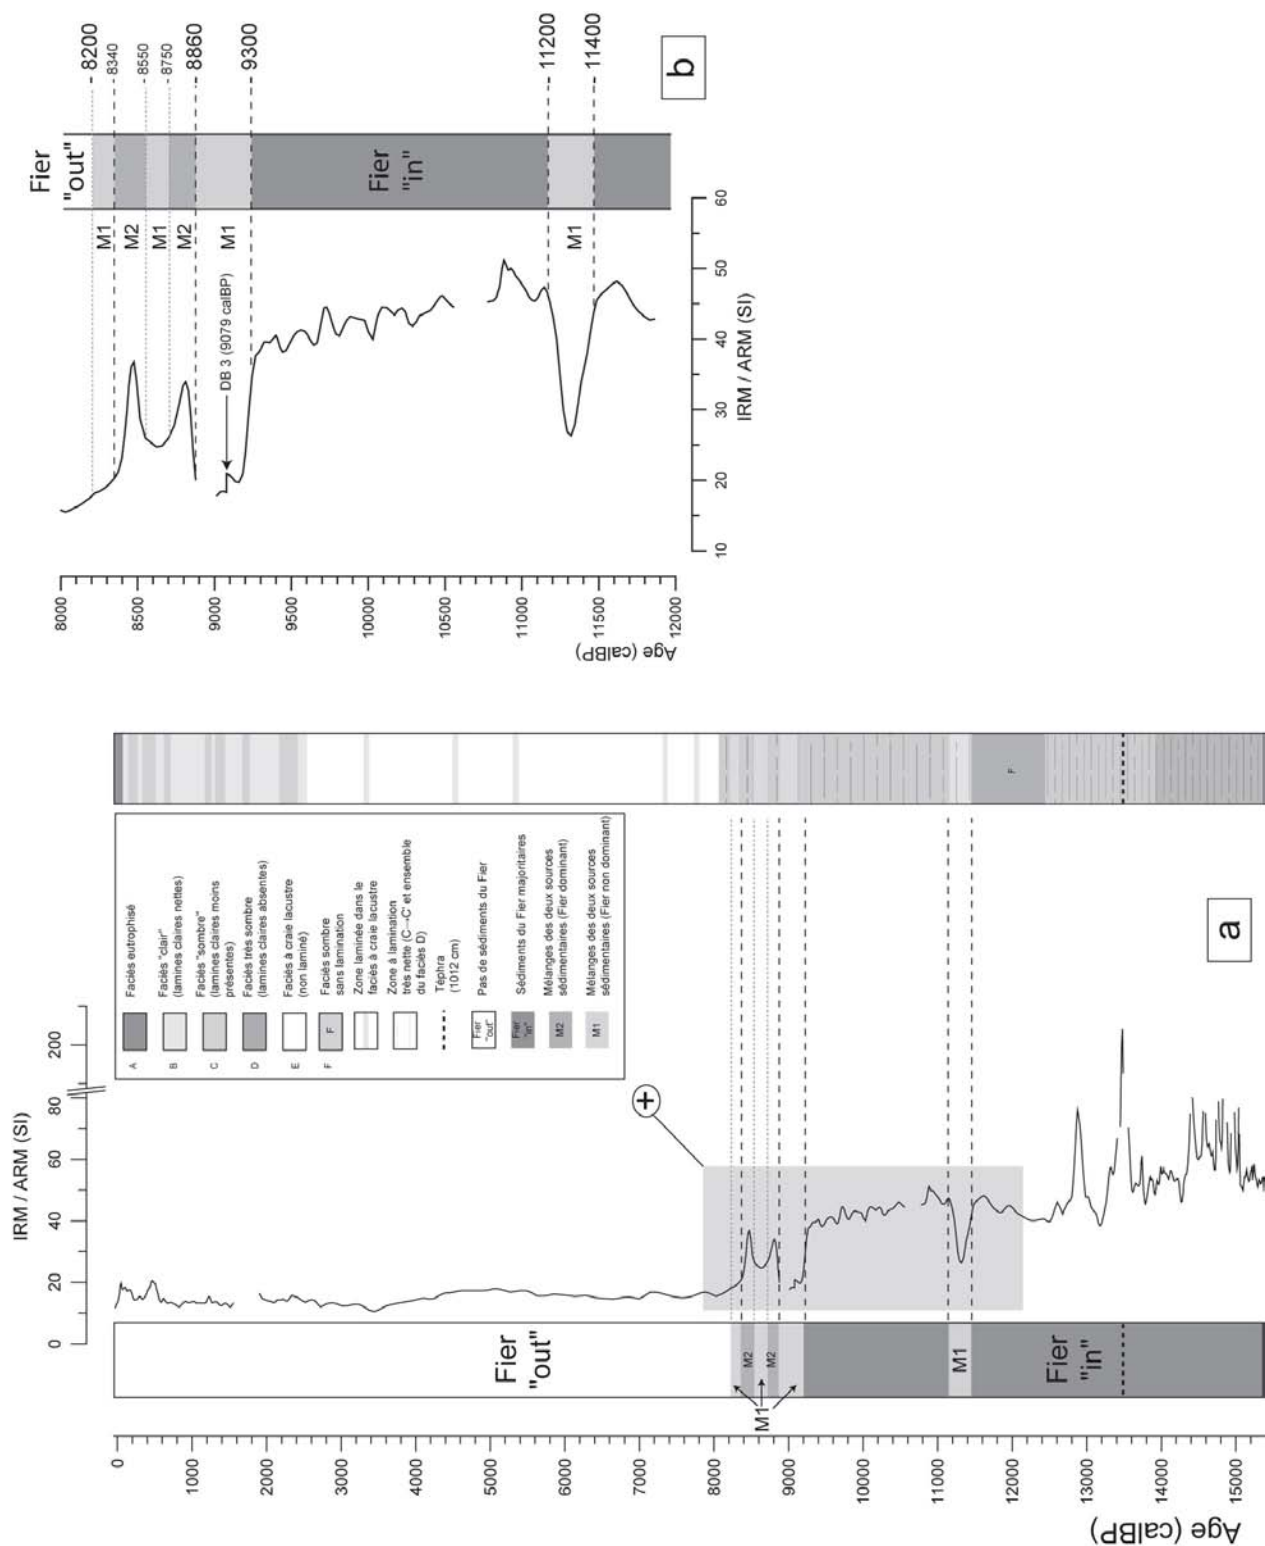 IRM / ARM (SI)
0
20
40
60
80
200
A
Faciès eutrophisé
B
Faciès "clair"
(lamines claires nettes)
C
Faciès "sombre"
(lamines claires moins
présentes)
D
Faciès très sombre
(lamines claires absentes)
E
Faciès à craie lacustre
(non laminé)
F
F
Faciès sombre
sans lamination
Zone laminée dans le
faciès à craie lacustre
Zone à lamination
très nette (C→C' et ensemble
du faciès D)
Téphra
(1012 cm)
Fier
"out"
Pas de sédiments du Fier
Fier
"in"
Sédiments du Fier majoritaires
M2
Mélanges des deux sources
sédimentaires (Fier dominant)
M1
Mélanges des deux sources
sédimentaires (Fier non dominant)
Fier
"out"
M2
M2
M1
M1
Fier
"in"
F
+
0
1000
2000
3000
4000
5000
6000
7000
8000
9000
10000
11000
12000
13000
14000
15000
Age (calBP)
a
Fier
"out"
M1
M2
M1
M2
M1
Fier
"in"
M1
8200
8340
8550
8750
8860
9300
11200
11400
DB 3 (9079 calBP)
8000
8500
9000
9500
10000
10500
11000
11500
12000
Age (calBP)
10
20
30
40
50
60
IRM / ARM (SI)
b